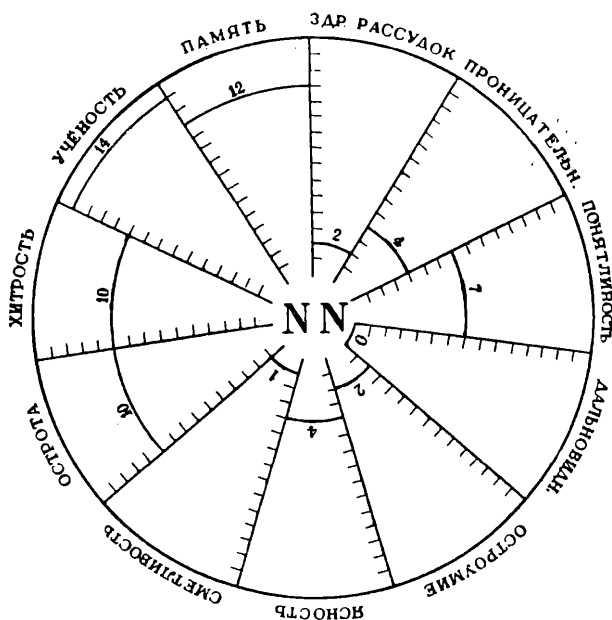 ЗДР. РАССУДОК
ПРОНИЦАТЕЛЬН.
ПОНЯТЛИВОСТЬ
ДАЛЬНОВИДН.
ОСТРОУМИЕ
ЯСНОСТЬ
СМЕТЛИВОСТЬ
ОСТРОТА
ХИТРОСТЬ
УЧЁНОСТЬ
ПАМЯТЬ
2
4
7
0
2
4
1
10
10
14
12
NN